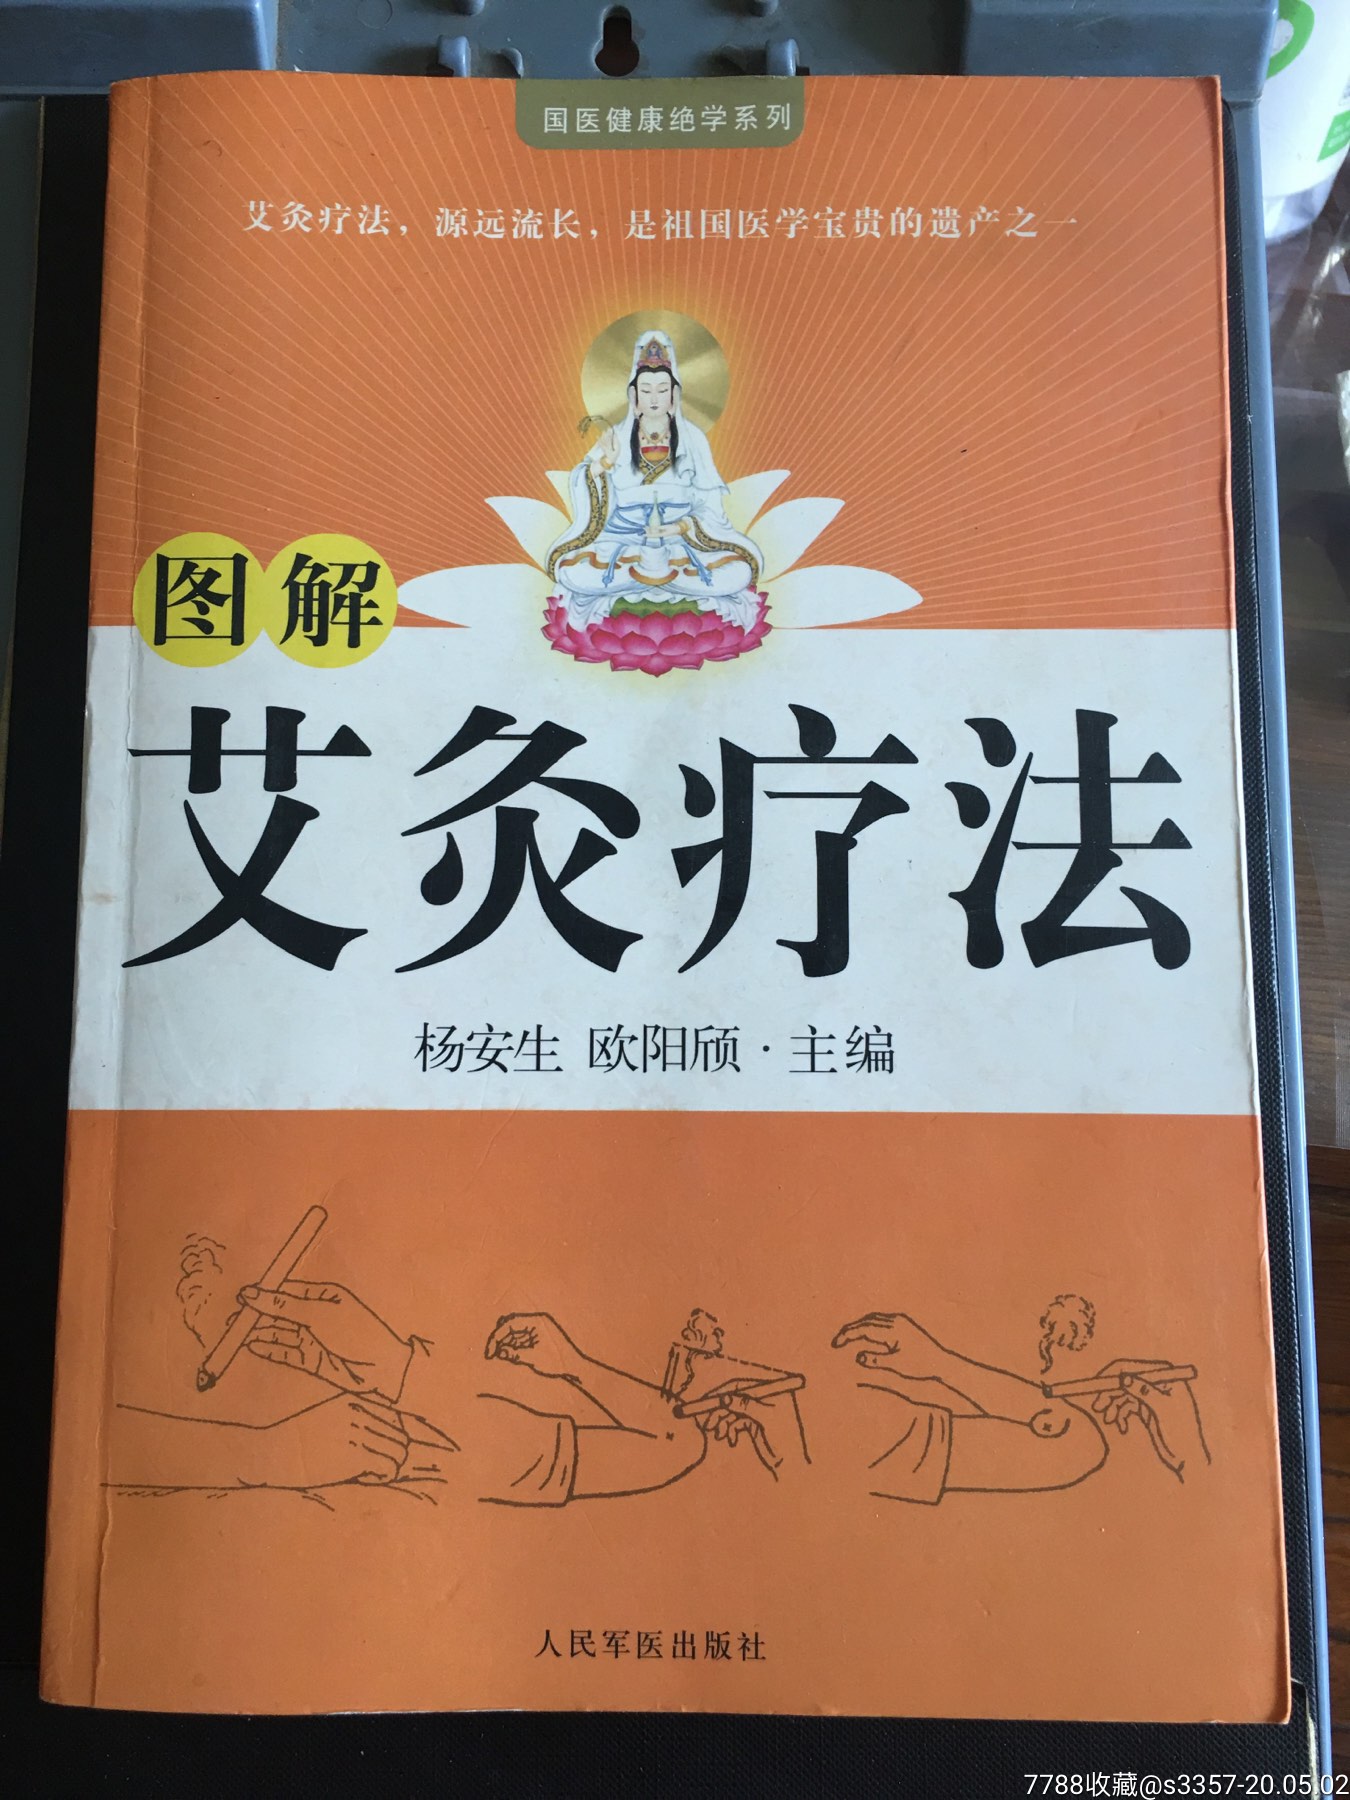 国医健康绝学系列
艾灸疗法，源远流长，是祖国医学宝贵的遗产之一
图解
艾灸疗法
杨安生 欧阳颀·主编
人民军医出版社
7788收藏@s3357-20.05.02